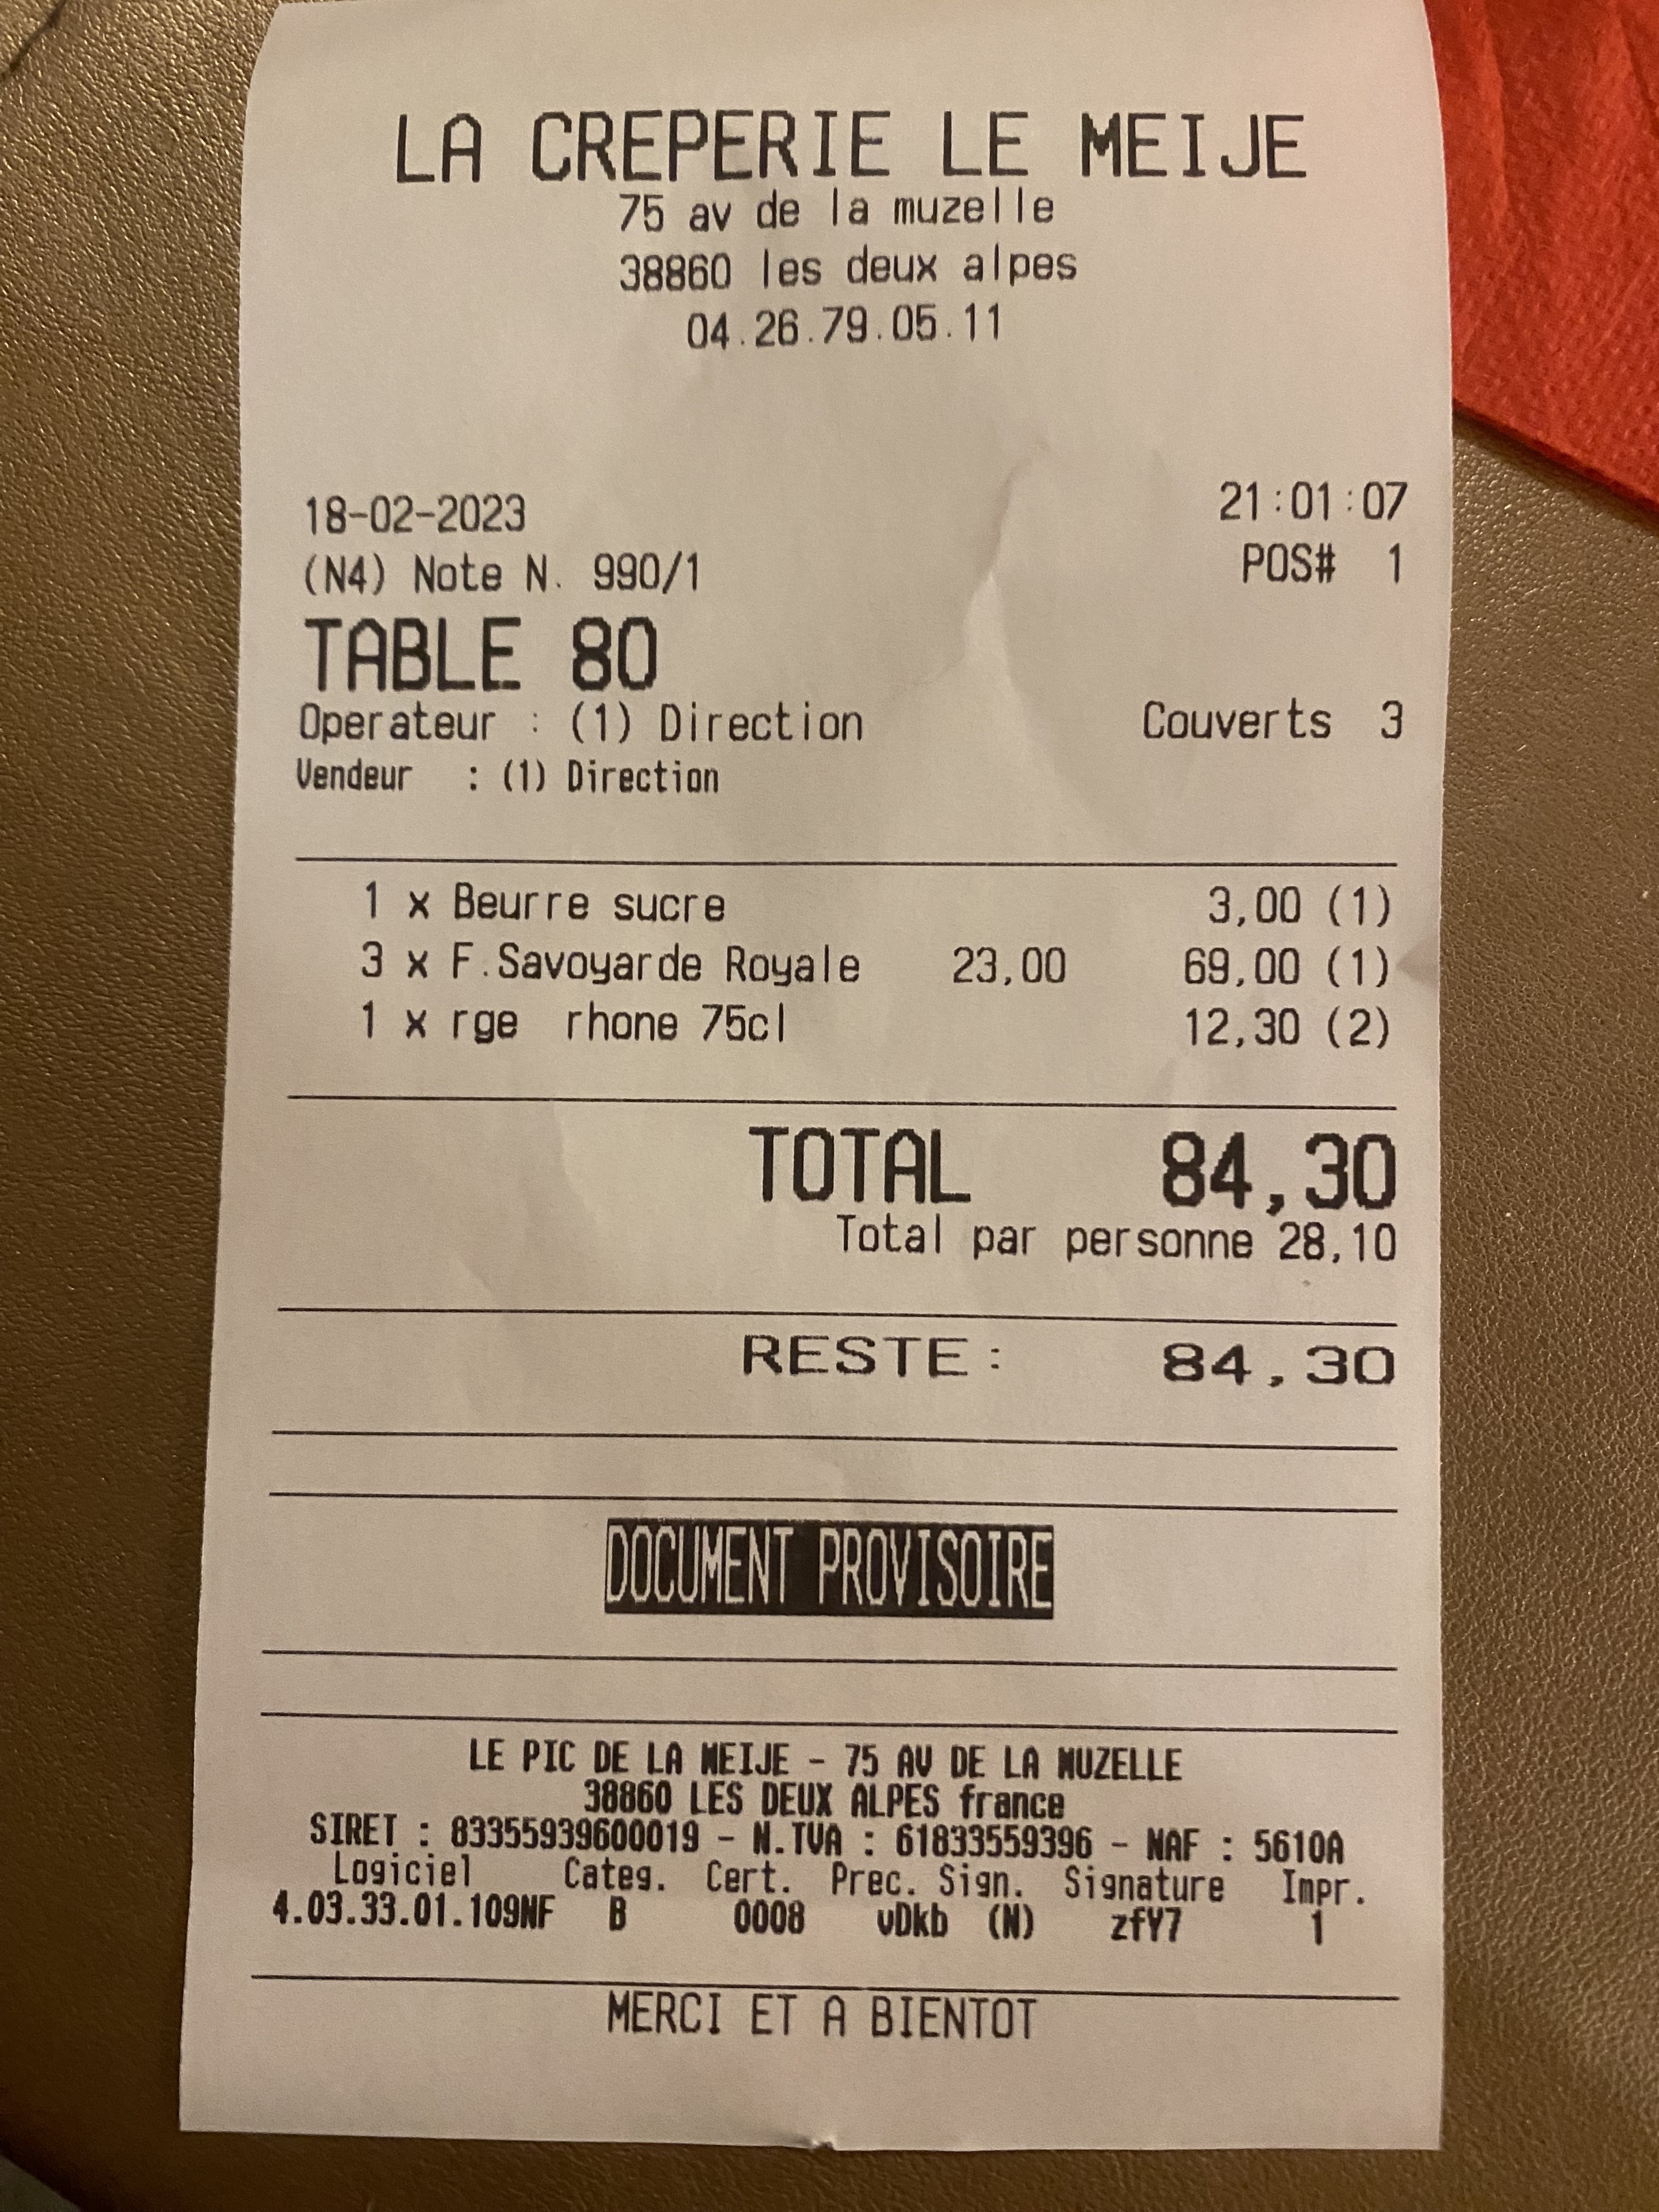 LA CREPERIE LE MEIJE
75 av de la muzelle
38860 les deux alpes
04.26.79.05.11
18-02-2023 21:01:07
(N4) Note N. 990/1 POS# 1
TABLE 80
Operateur : (1) Direction Couverts 3
Vendeur : (1) Direction
1 x Beurre sucre 3,00 (1)
3 x F.Savoyarde Royale 23,00 69,00 (1)
1 x rge rhone 75cl 12,30 (2)
TOTAL 84,30
Total par personne 28,10
RESTE: 84,30
DOCUMENT PROVISOIRE
LE PIC DE LA MEIJE - 75 AV DE LA MUZELLE
38860 LES DEUX ALPES france
SIRET : 83355939600019 - N.TVA : 61833559396 - NAF : 5610A
Logiciel Categ. Cert. Prec. Sign. Signature Impr.
4.03.33.01.109NF B 0008 vDkb (N) zfY7 1
MERCI ET A BIENTOT